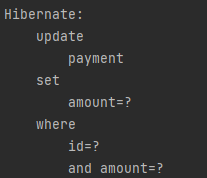 Hibernate:
    update
        payment
    set
        amount=?
    where
        id=?
        and amount=?